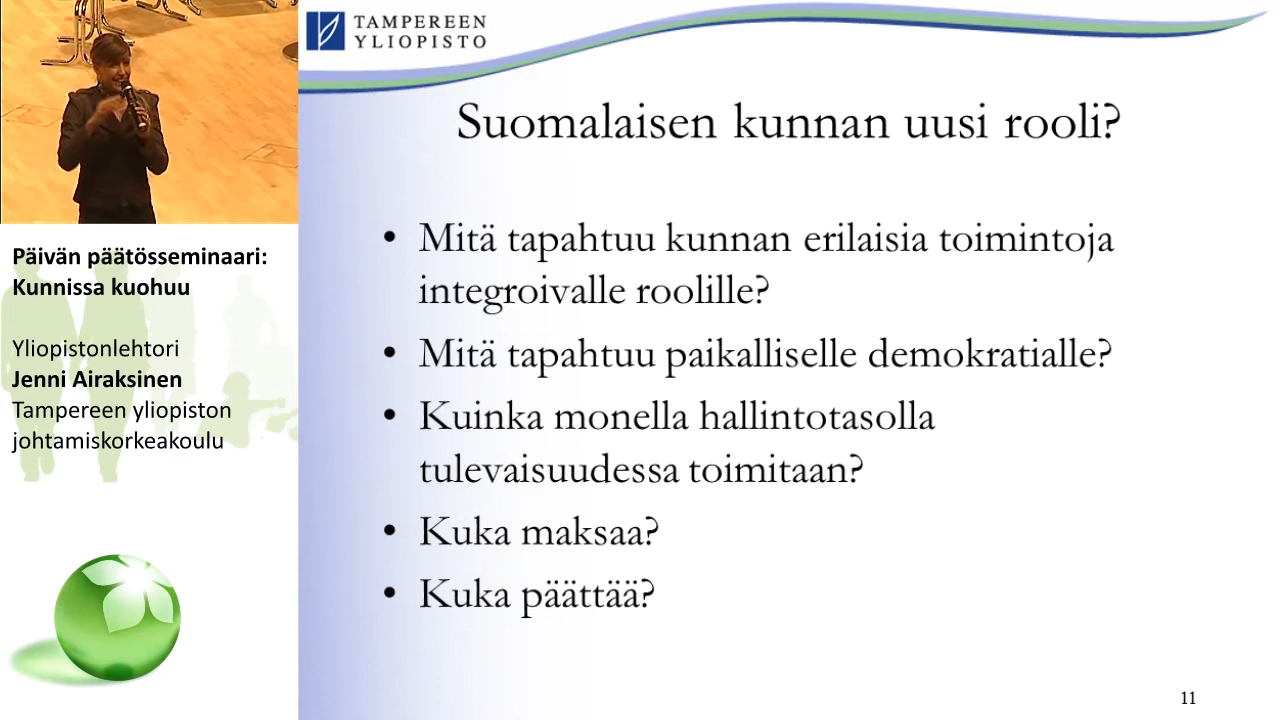 TAMPEREEN
YLIOPISTO
Suomalaisen kunnan uusi rooli?
• Mitä tapahtuu kunnan erilaisia toimintoja
integroivalle roolille?
• Mitä tapahtuu paikalliselle demokratialle?
• Kuinka monella hallintotasolla
tulevaisuudessa toimitaan?
• Kuka maksaa?
• Kuka päättää?
11
Päivän päätösseminaari:
Kunnissa kuohuu
Yliopistonlehtori
Jenni Airaksinen
Tampereen yliopiston
johtamiskorkeakoulu